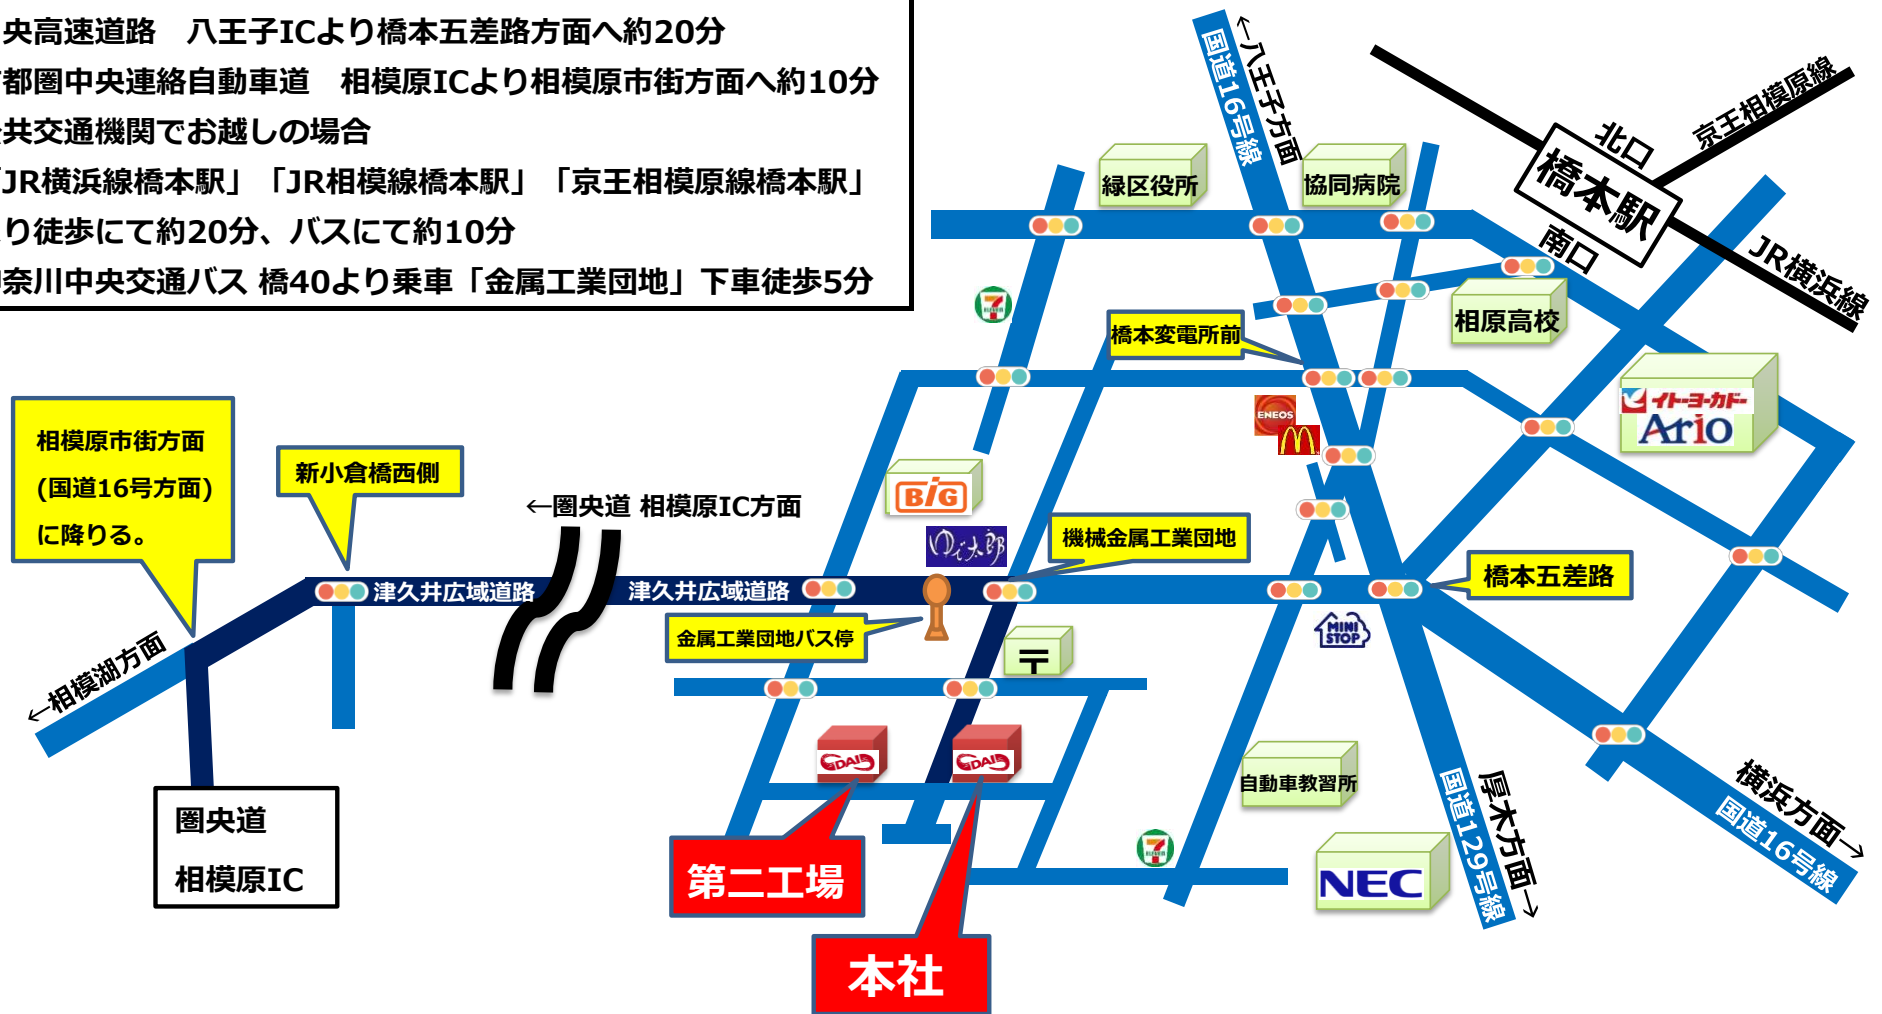 央高速道路　八王子ICより橋本五差路方面へ約20分
都圏中央連絡自動車道　相模原ICより相模原市街方面へ約10分
共交通機関でお越しの場合
「JR横浜線橋本駅」「JR相模線橋本駅」「京王相模原線橋本駅」
り徒歩にて約20分、バスにて約10分
奈川中央交通バス 橋40より乗車「金属工業団地」下車徒歩5分
←八王子方面
国道16号線
京王相模原線
北口
橋本駅
南口
JR横浜線
緑区役所
協同病院
7
ELEVEN
相原高校
橋本変電所前
イトーヨーカドー
Ario
ENEOS
相模原市街方面
(国道16号方面)
に降りる。
新小倉橋西側
←圏央道 相模原IC方面
BiG
ゆで太郎
機械金属工業団地
橋本五差路
津久井広域道路
津久井広域道路
金属工業団地バス停
〒
MINI
STOP
←相模湖方面
DAIS
DAIS
自動車教習所
厚木方面→
国道129号線
横浜方面→
国道16号線
圏央道
相模原IC
第二工場
7
ELEVEN
NEC
本社